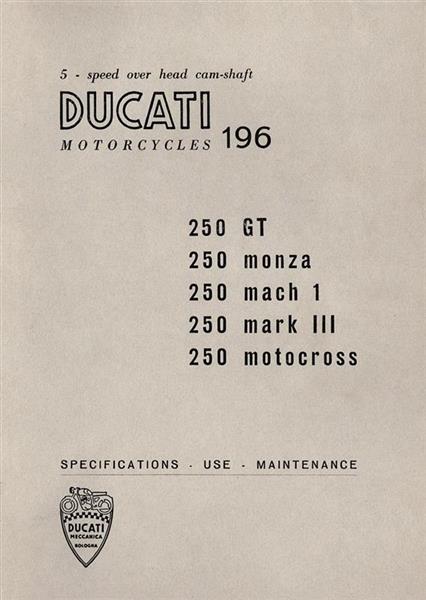 5 - speed over head cam-shaft
DUCATI
MOTORCYCLES 196
250 GT
250 monza
250 mach 1
250 mark III
250 motocross
SPECIFICATIONS - USE - MAINTENANCE
DUCATI
MECCANICA
BOLOGNA